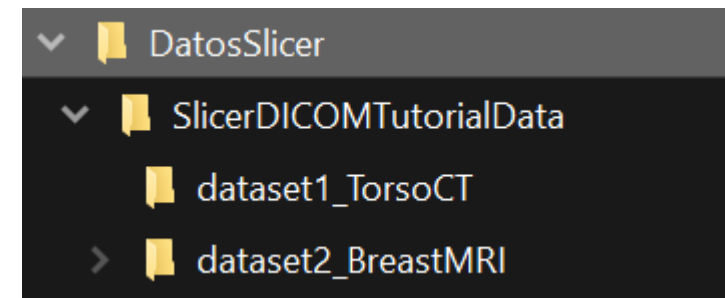 DatosSlicer
SlicerDICOMTutorialData
dataset1_TorsoCT
dataset2_BreastMRI